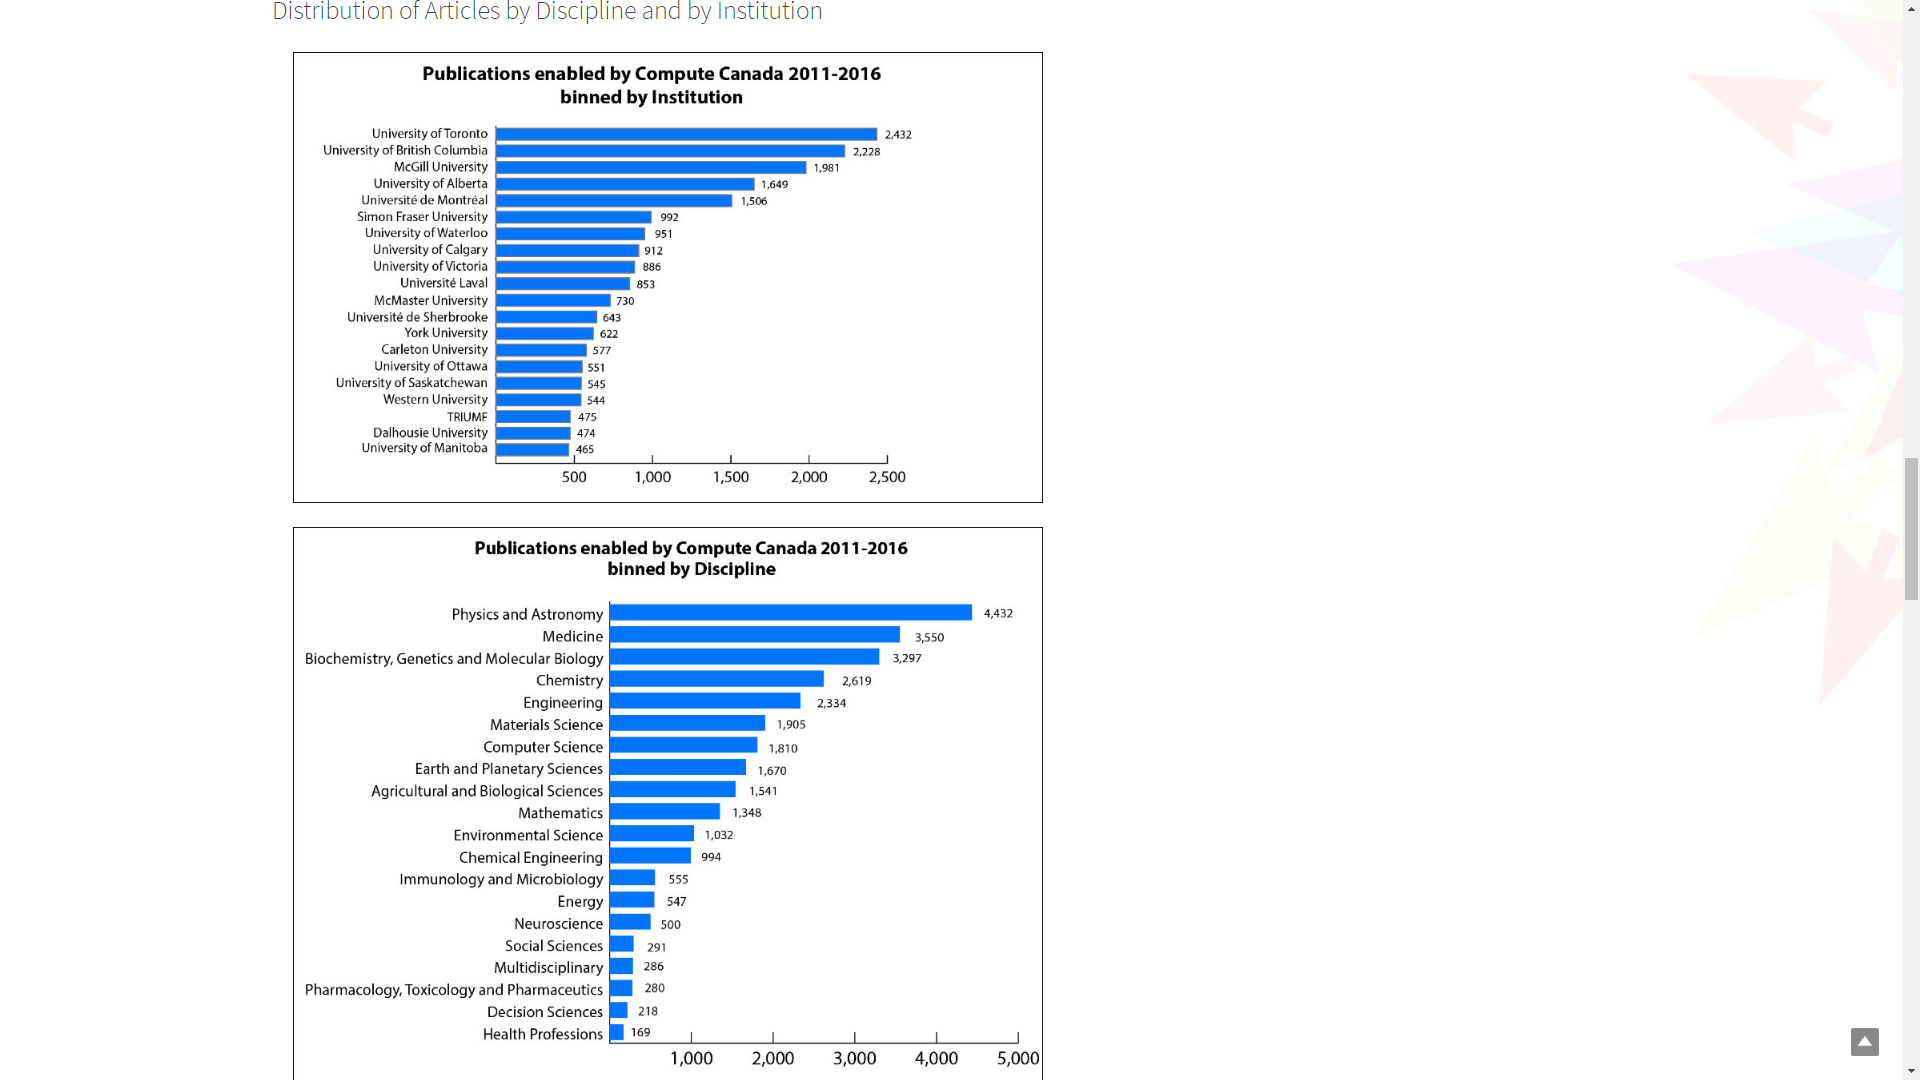 Distribution of Articles by Discipline and by Institution
Publications enabled by Compute Canada 2011-2016
binned by Institution
University of Toronto 2,432
University of British Columbia 2,228
McGill University 1,981
University of Alberta 1,649
Université de Montréal 1,506
Simon Fraser University 992
University of Waterloo 951
University of Calgary 912
University of Victoria 886
Université Laval 853
McMaster University 730
Université de Sherbrooke 643
York University 622
Carleton University 577
University of Ottawa 551
University of Saskatchewan 545
Western University 544
TRIUMF 475
Dalhousie University 474
University of Manitoba 465
500 1,000 1,500 2,000 2,500
Publications enabled by Compute Canada 2011-2016
binned by Discipline
Physics and Astronomy 4,432
Medicine 3,550
Biochemistry, Genetics and Molecular Biology 3,297
Chemistry 2,619
Engineering 2,334
Materials Science 1,905
Computer Science 1,810
Earth and Planetary Sciences 1,670
Agricultural and Biological Sciences 1,541
Mathematics 1,348
Environmental Science 1,032
Chemical Engineering 994
Immunology and Microbiology 555
Energy 547
Neuroscience 500
Social Sciences 291
Multidisciplinary 286
Pharmacology, Toxicology and Pharmaceutics 280
Decision Sciences 218
Health Professions 169
1,000 2,000 3,000 4,000 5,000